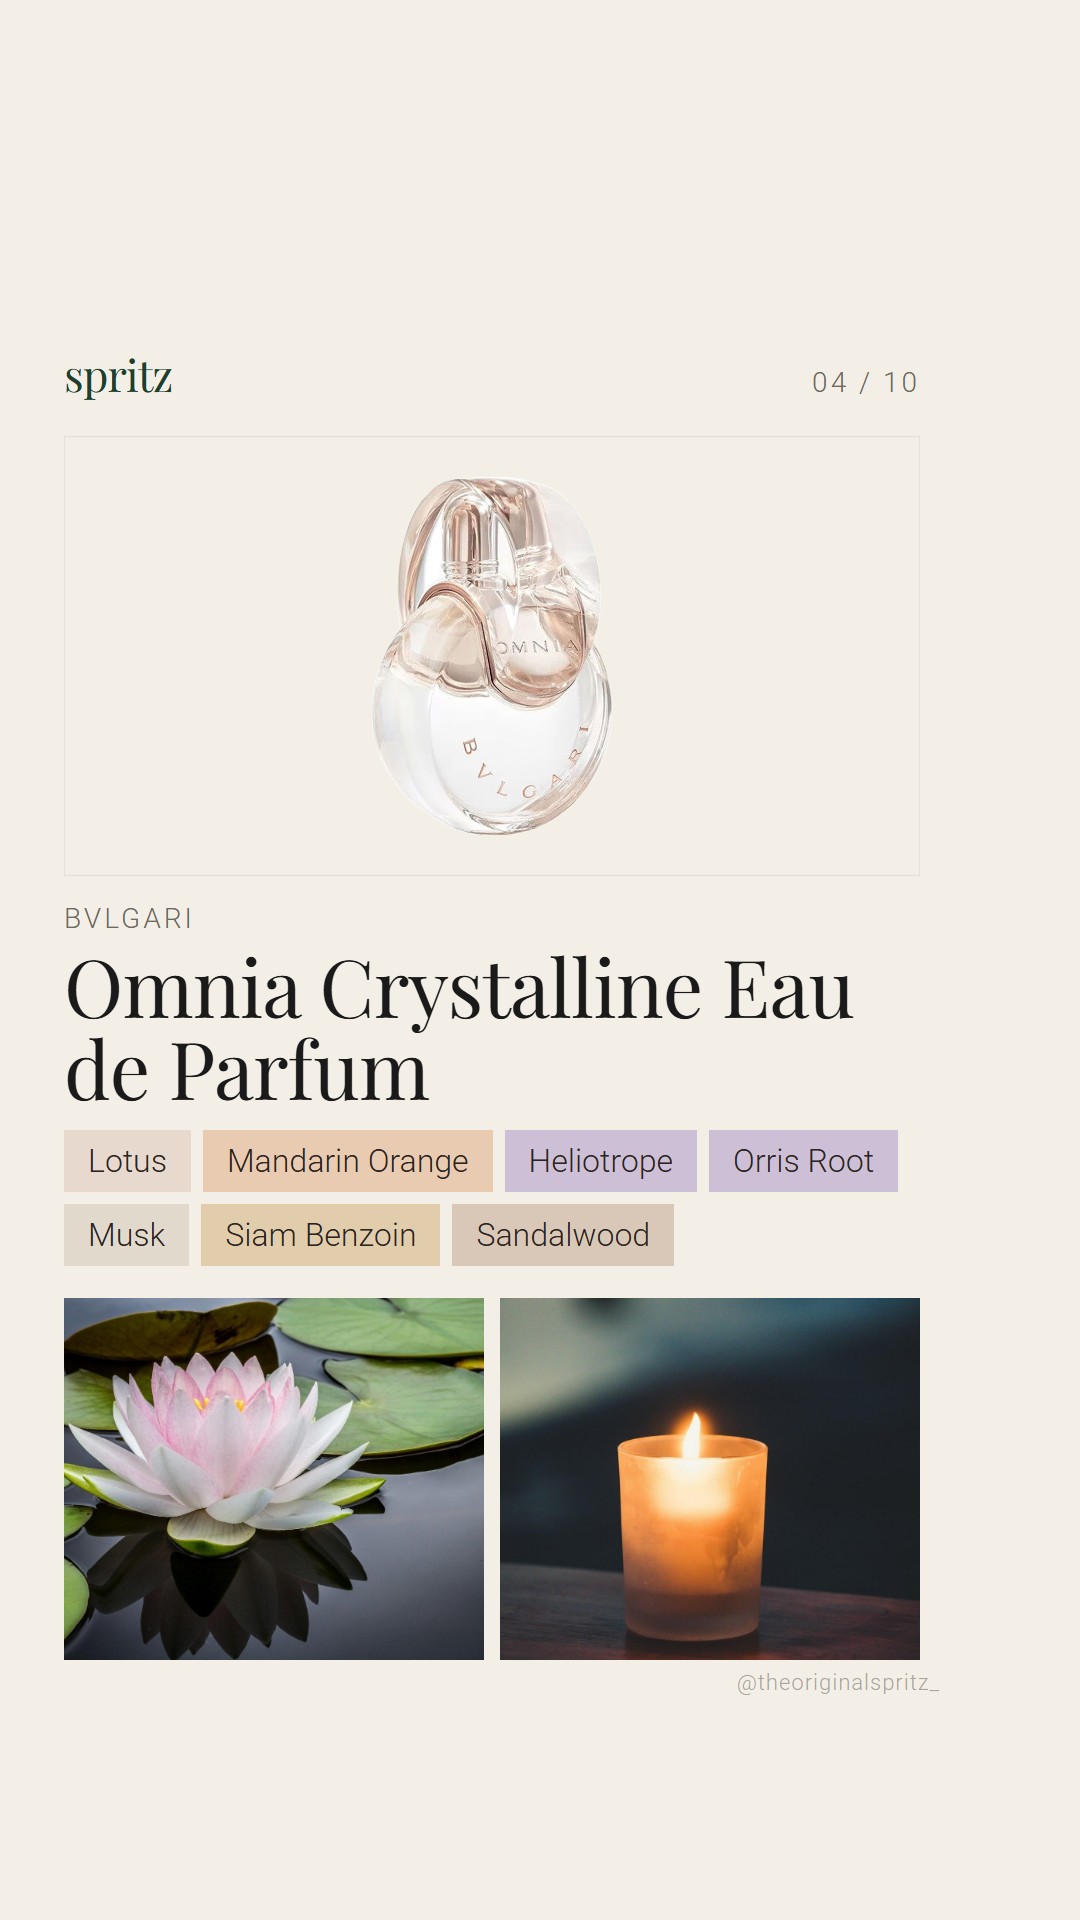 spritz
04 / 10
OMNIA
BVLGARI
BVLGARI
Omnia Crystalline Eau
de Parfum
Lotus Mandarin Orange Heliotrope Orris Root
Musk Siam Benzoin Sandalwood
@theoriginalspritz_